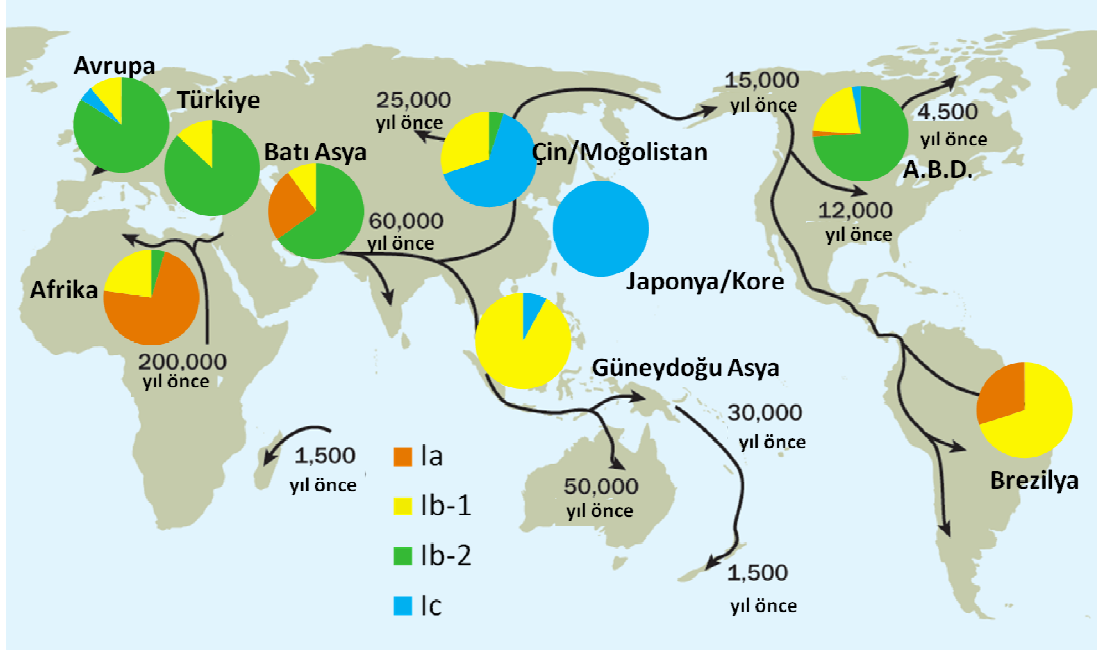 Avrupa
Türkiye
Batı Asya
25,000
yıl önce
Çin/Moğolistan
15,000
yıl önce
4,500
yıl önce
A.B.D.
12,000
yıl önce
60,000
yıl önce
Japonya/Kore
Afrika
200,000
yıl önce
Güneydoğu Asya
30,000
yıl önce
1,500
yıl önce
50,000
yıl önce
Brezilya
1,500
yıl önce
Ia
Ib-1
Ib-2
Ic